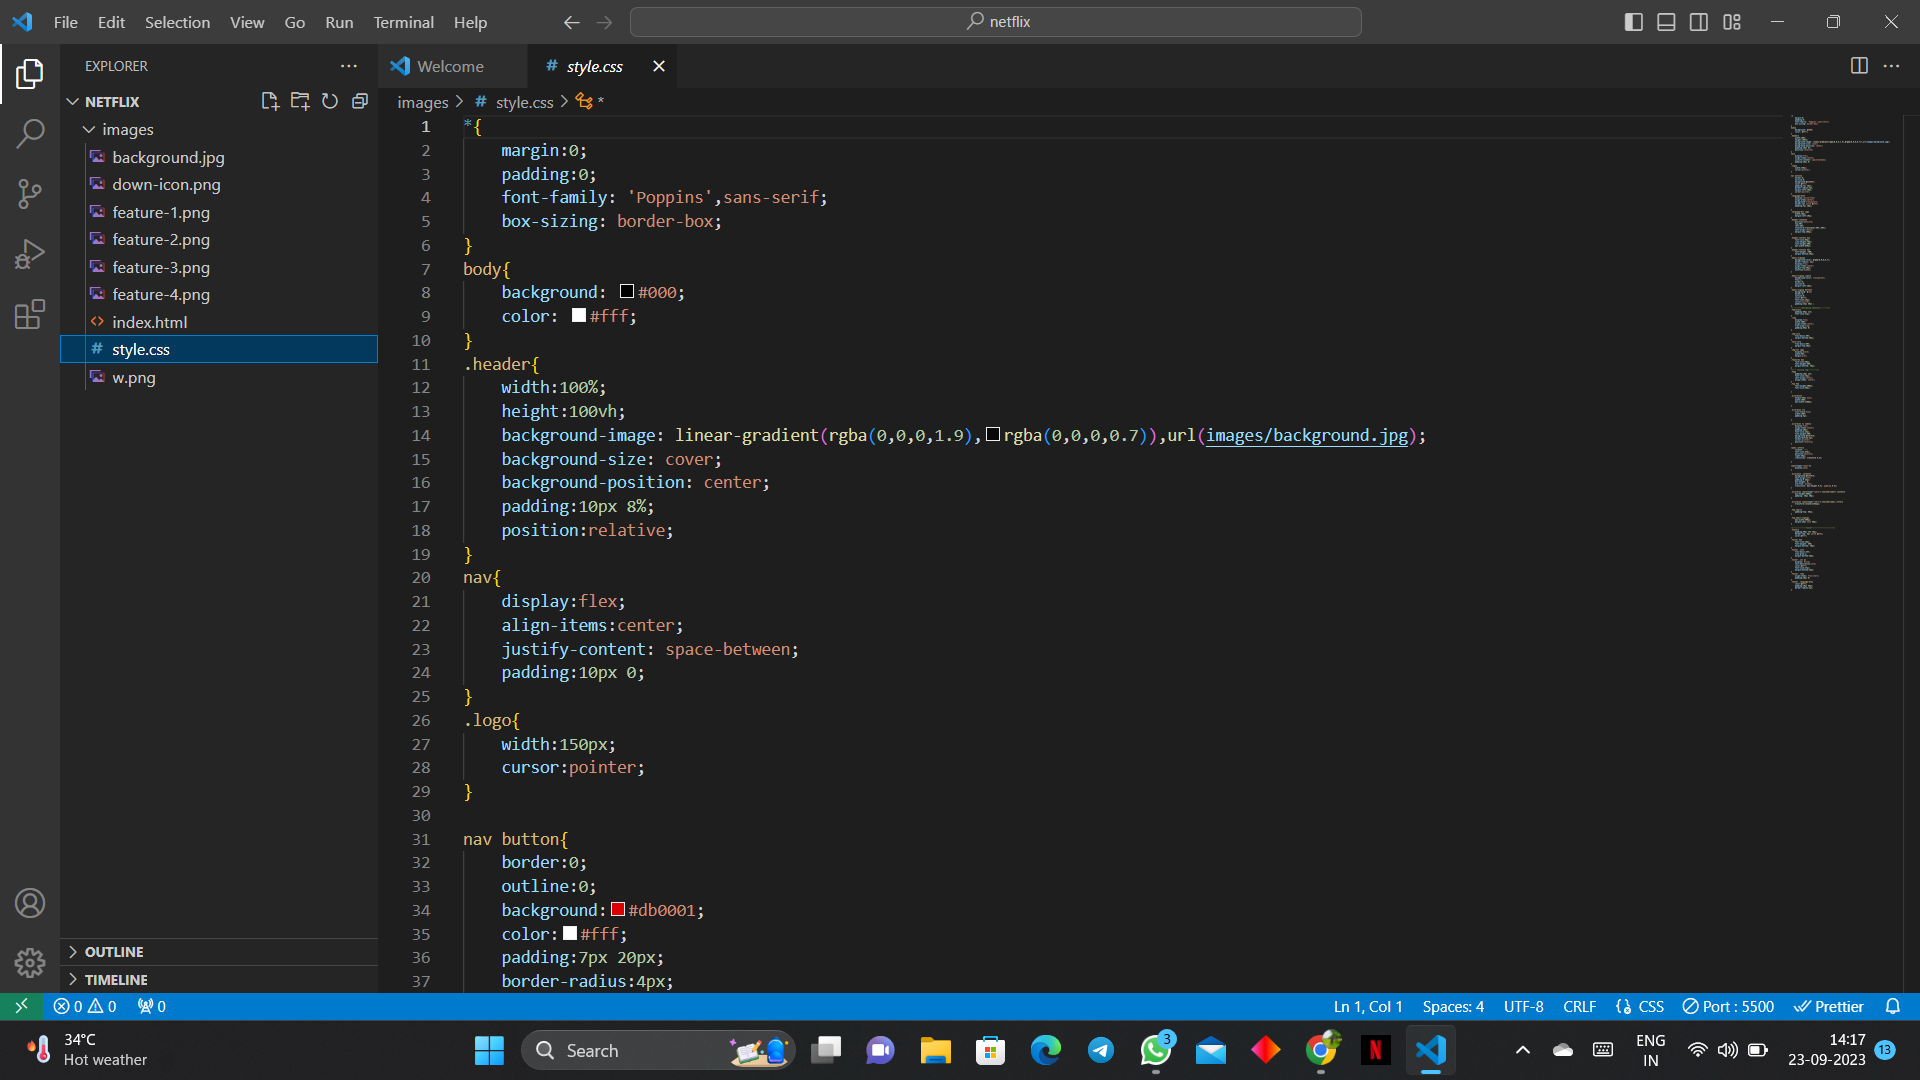 File Edit Selection View Go Run Terminal Help
netflix
EXPLORER
NETFLIX
images
background.jpg
down-icon.png
feature-1.png
feature-2.png
feature-3.png
feature-4.png
index.html
style.css
w.png
OUTLINE
TIMELINE
Welcome
# style.css
images > # style.css > *
1 *{
2 margin:0;
3 padding:0;
4 font-family: 'Poppins',sans-serif;
5 box-sizing: border-box;
6 }
7 body{
8 background: #000;
9 color: #fff;
10 }
11 .header{
12 width:100%;
13 height:100vh;
14 background-image: linear-gradient(rgba(0,0,0,1.9),rgba(0,0,0,0.7)),url(images/background.jpg);
15 background-size: cover;
16 background-position: center;
17 padding:10px 8%;
18 position:relative;
19 }
20 nav{
21 display:flex;
22 align-items:center;
23 justify-content: space-between;
24 padding:10px 0;
25 }
26 .logo{
27 width:150px;
28 cursor:pointer;
29 }
30
31 nav button{
32 border:0;
33 outline:0;
34 background:#db0001;
35 color:#fff;
36 padding:7px 20px;
37 border-radius:4px;
0 0 0
Ln 1, Col 1 Spaces: 4 UTF-8 CRLF CSS Port : 5500 Prettier
34°C
Hot weather
Search
3
N
ENG
IN
14:17
23-09-2023
13